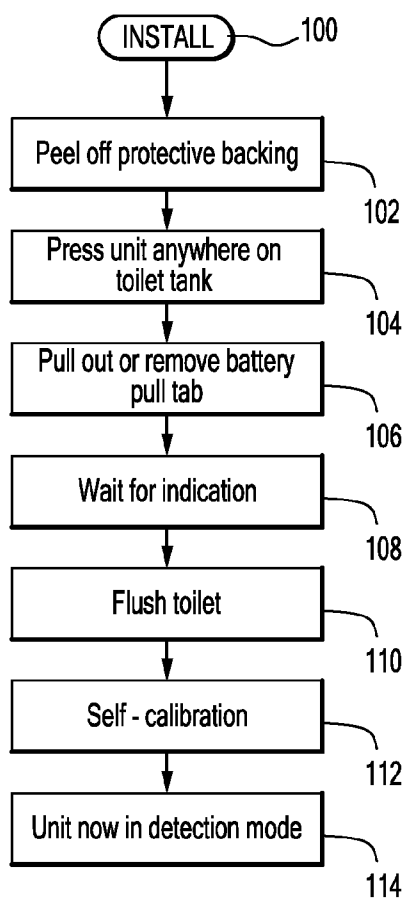 INSTALL
100
Peel off protective backing
102
Press unit anywhere on
toilet tank
104
Pull out or remove battery
pull tab
106
Wait for indication
108
Flush toilet
110
Self - calibration
112
Unit now in detection mode
114